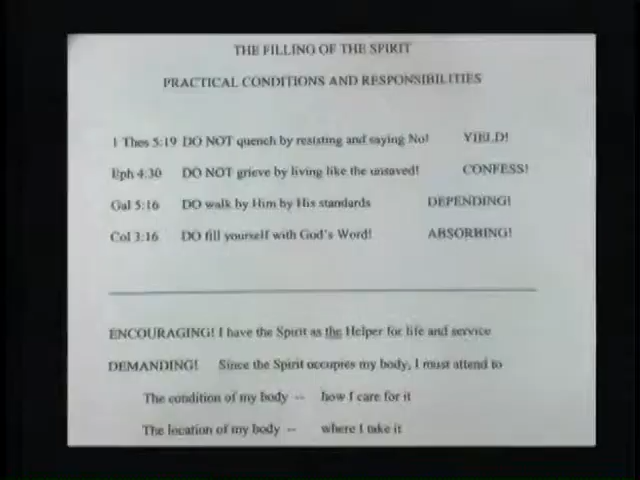 THE FILLING OF THE SPIRIT
PRACTICAL CONDITIONS AND RESPONSIBILITIES
1 Thes 5:19 DO NOT quench by resisting and saying No! YIELD!
Eph 4:30 DO NOT grieve by living like the unsaved! CONFESS!
Gal 5:16 DO walk by Him by His standards DEPENDING!
Col 3:16 DO fill yourself with God's Word! ABSORBING!
ENCOURAGING! I have the Spirit as the Helper for life and service
DEMANDING! Since the Spirit occupies my body, I must attend to
The condition of my body -- how I care for it
The location of my body -- where I take it